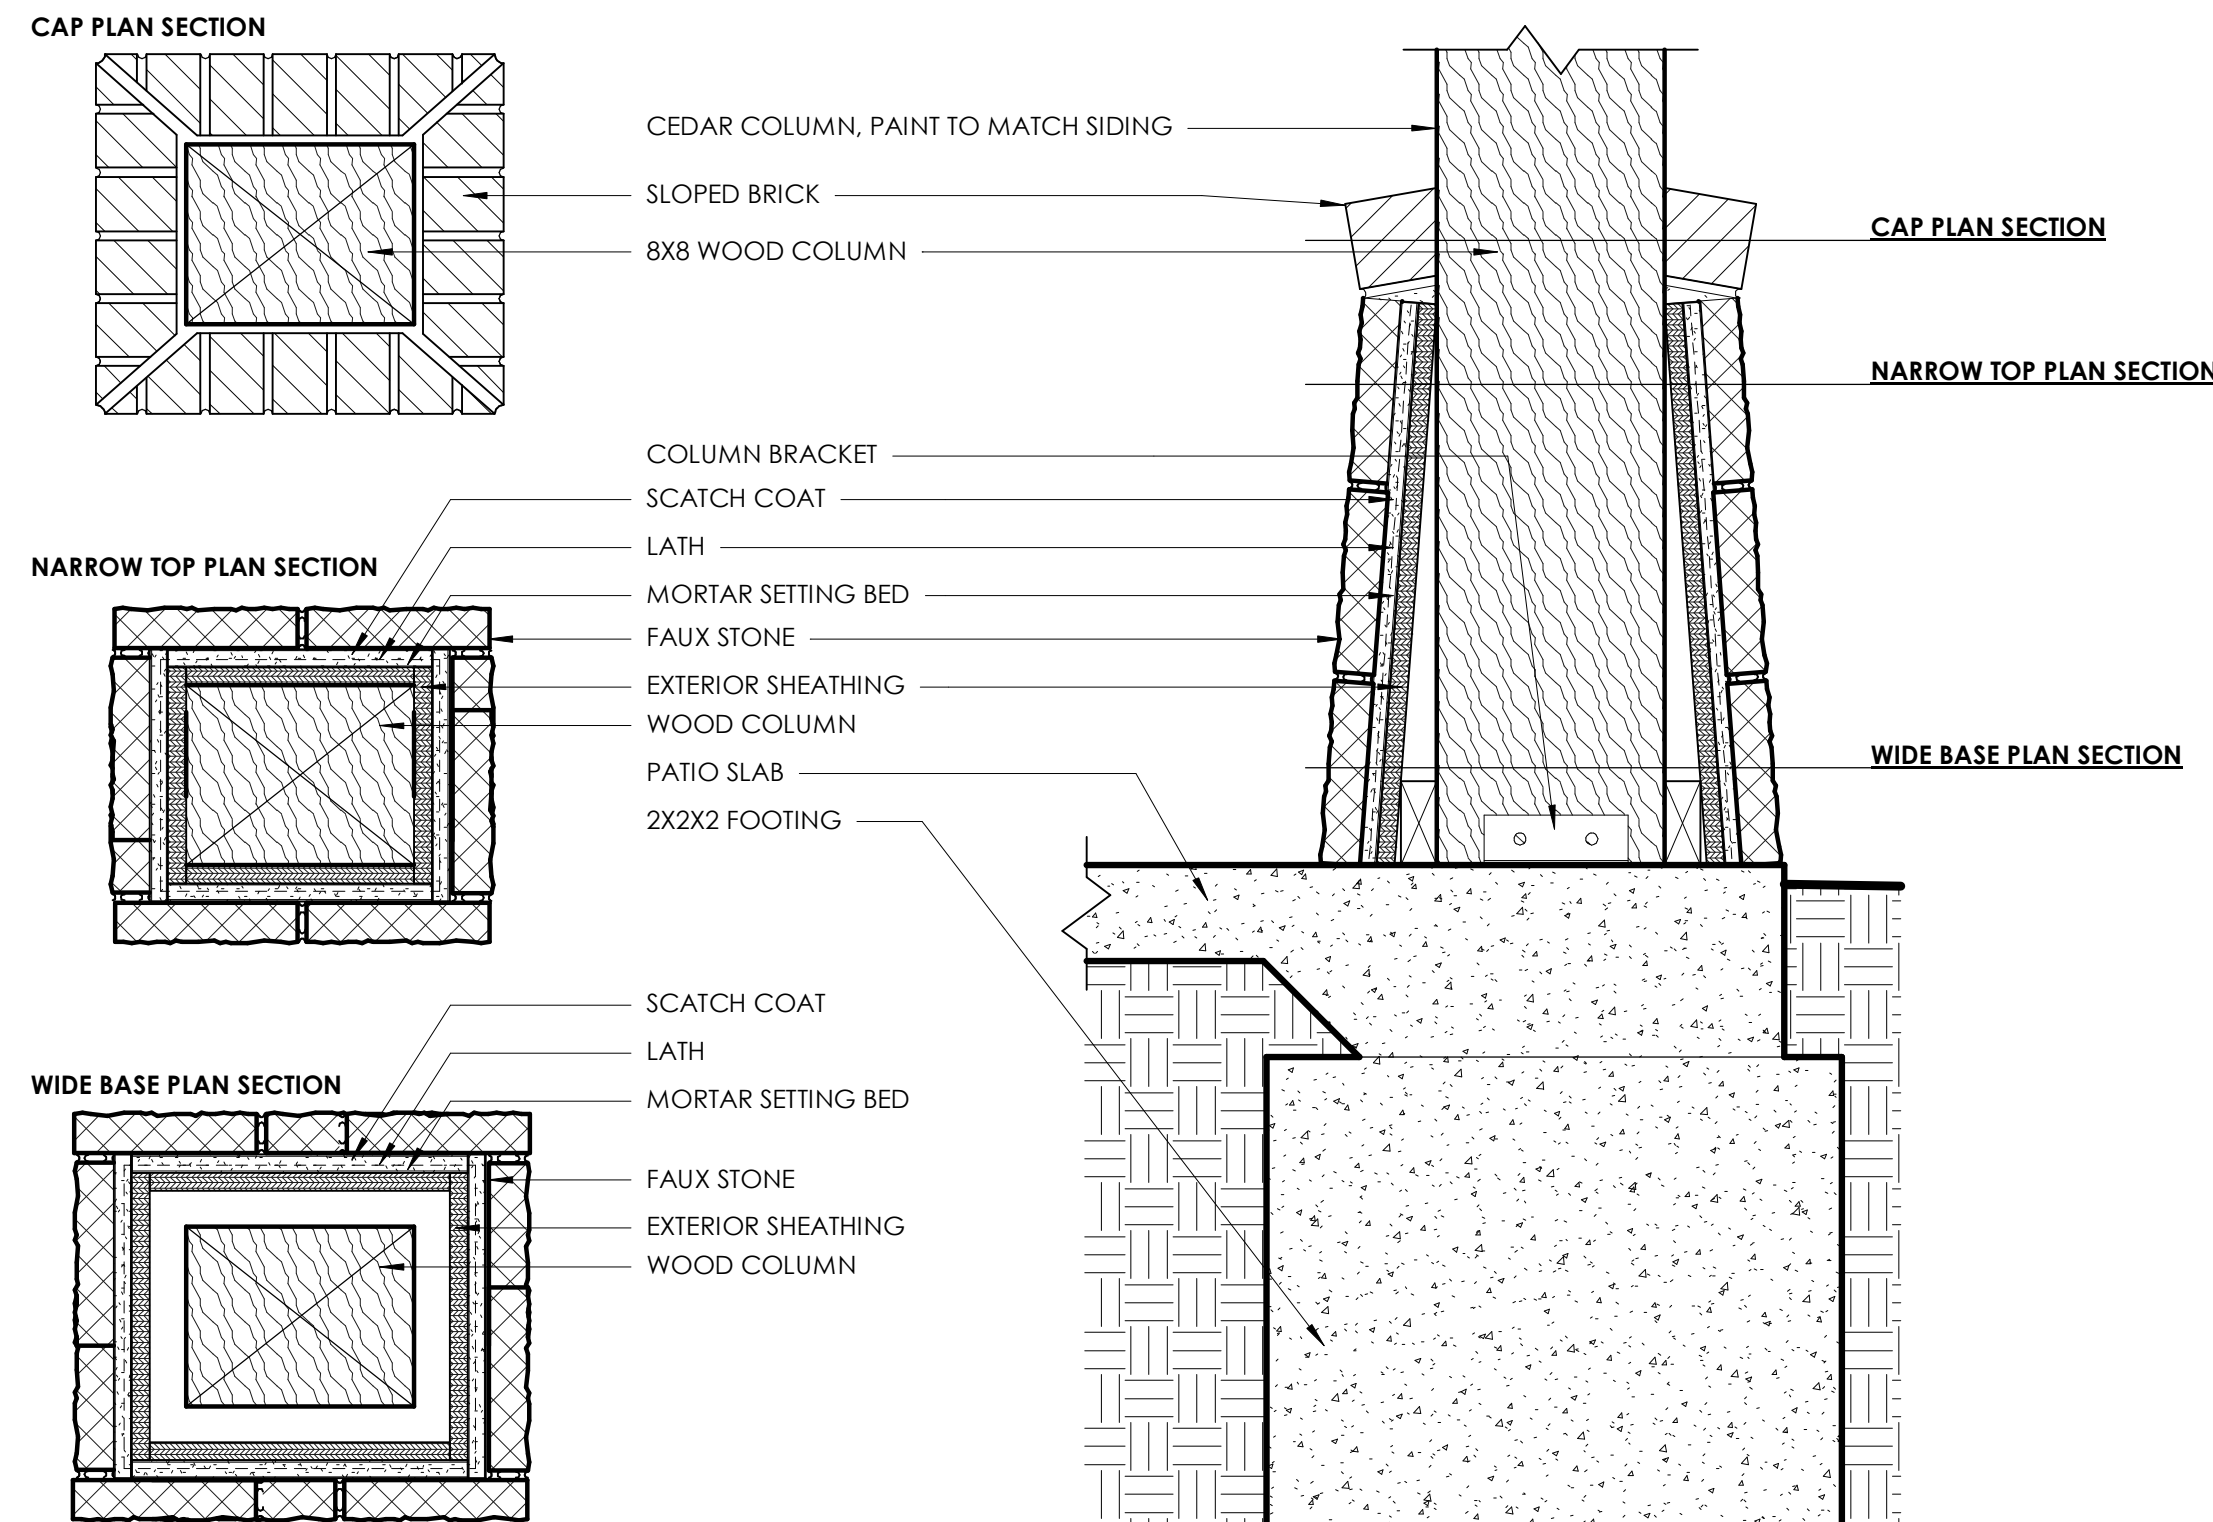 CAP PLAN SECTION
CEDAR COLUMN, PAINT TO MATCH SIDING
SLOPED BRICK
8X8 WOOD COLUMN
CAP PLAN SECTION
NARROW TOP PLAN SECTION
COLUMN BRACKET
SCATCH COAT
LATH
NARROW TOP PLAN SECTION
MORTAR SETTING BED
FAUX STONE
EXTERIOR SHEATHING
WOOD COLUMN
PATIO SLAB
2X2X2 FOOTING
WIDE BASE PLAN SECTION
SCATCH COAT
LATH
WIDE BASE PLAN SECTION
MORTAR SETTING BED
FAUX STONE
EXTERIOR SHEATHING
WOOD COLUMN